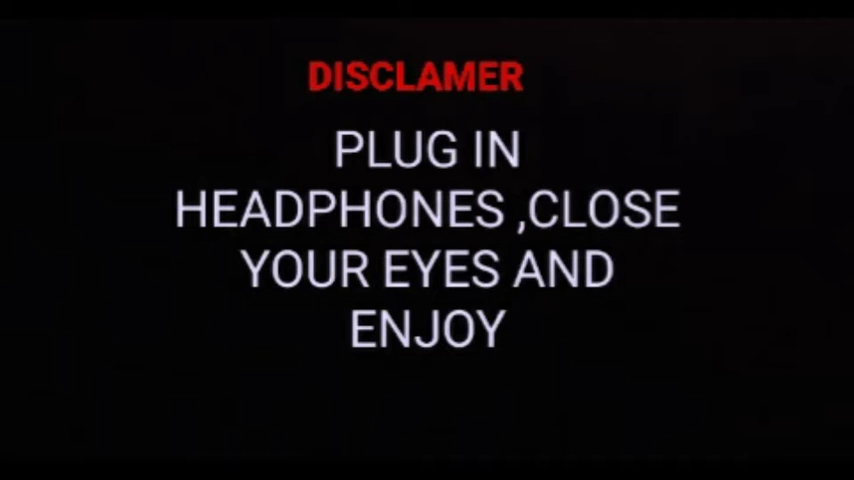 DISCLAMER
PLUG IN
HEADPHONES ,CLOSE
YOUR EYES AND
ENJOY